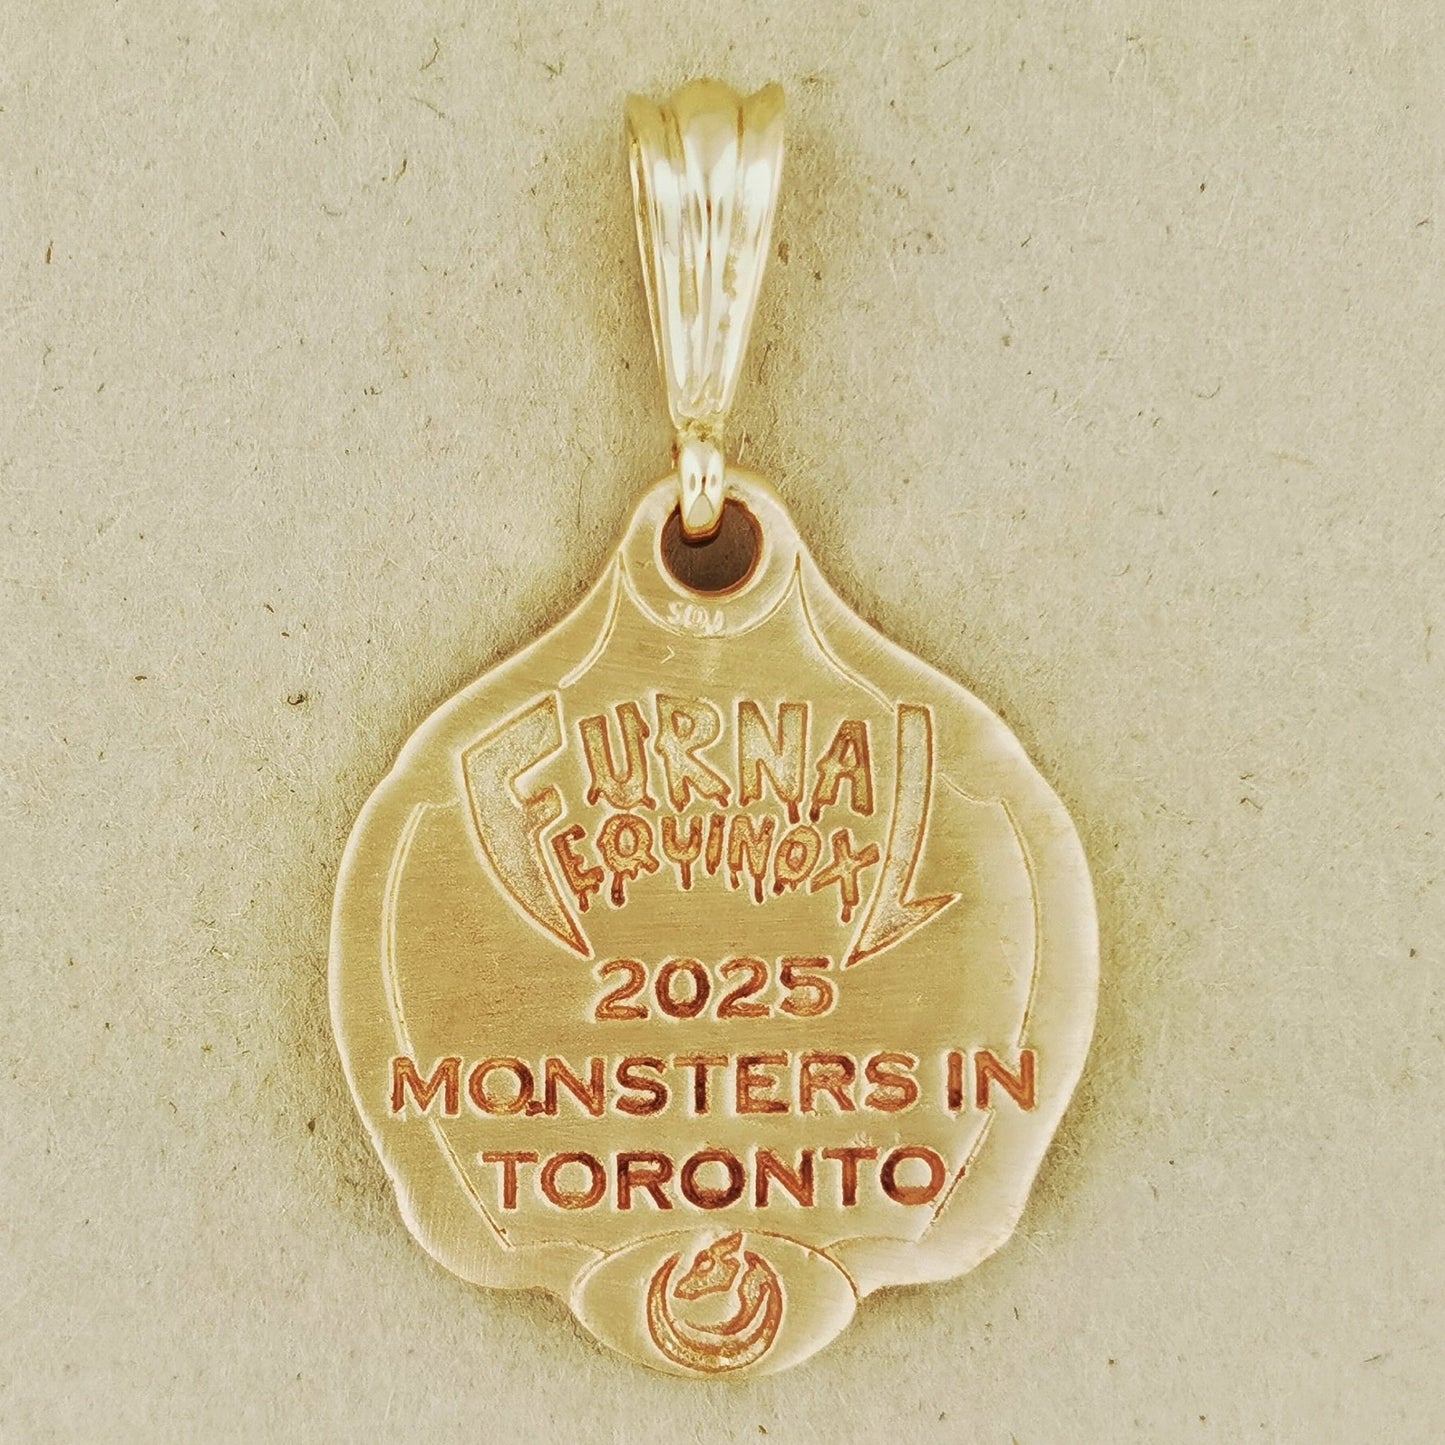 FURNAL
EQUINOX
2025
MONSTERS IN
TORONTO